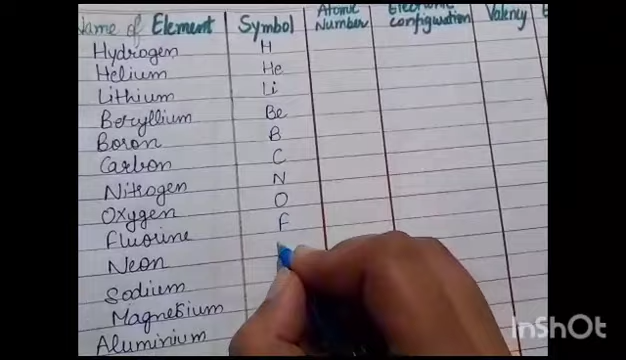 Name of Element Symbol Atomic Number Electronic configuration Valency
Hydrogen H
Helium He
Lithium Li
Beryllium Be
Boron B
Carbon C
Nitrogen N
Oxygen O
Fluorine F
Neon
Sodium
Magnesium
Aluminium
InShOt